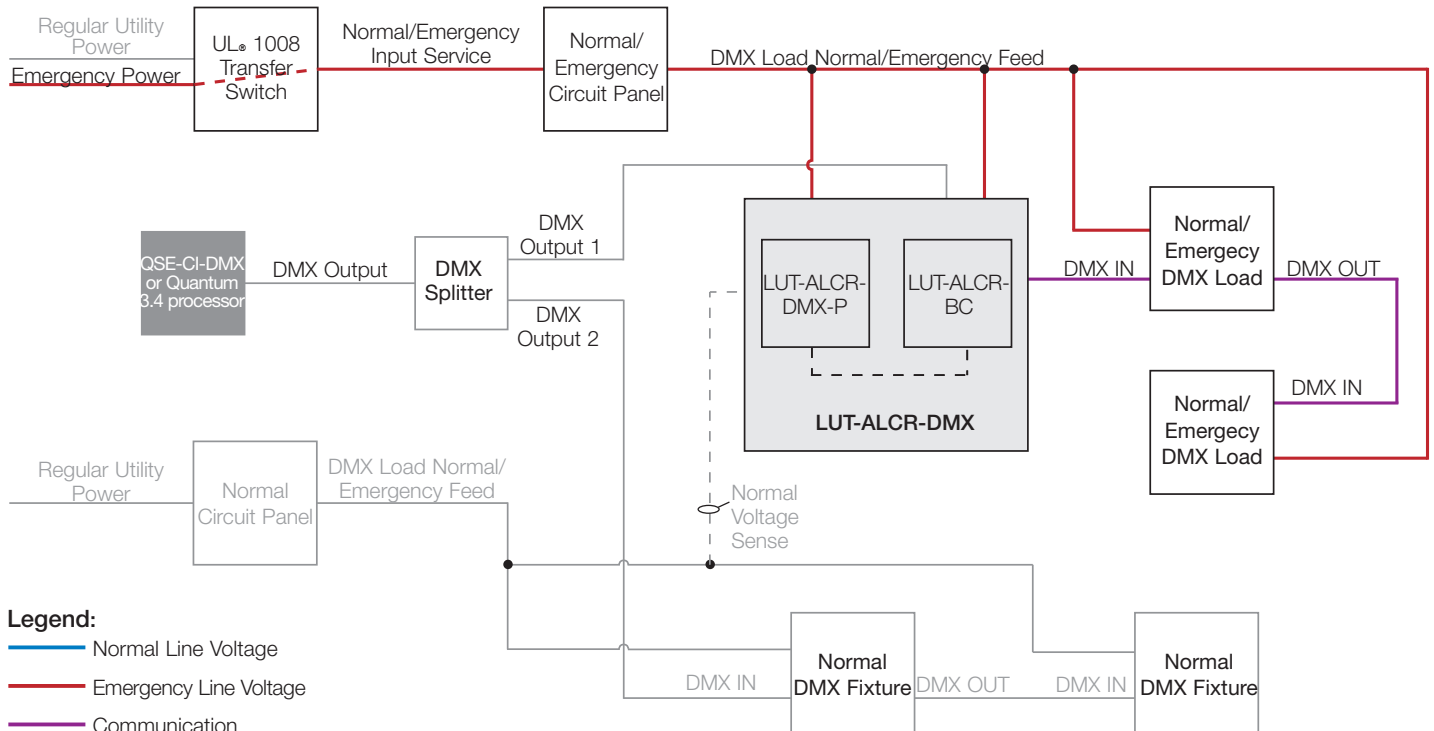 Regular Utility
Power
Emergency Power
UL® 1008
Transfer
Switch
Normal/Emergency
Input Service
Normal/
Emergency
Circuit Panel
DMX Load Normal/Emergency Feed
QSE-CI-DMX
or Quantum
3.4 processor
DMX Output
DMX
Splitter
DMX
Output 1
DMX
Output 2
LUT-ALCR-
DMX-P
LUT-ALCR-
BC
LUT-ALCR-DMX
DMX IN
Normal/
Emergecy
DMX Load
DMX OUT
DMX IN
Normal/
Emergecy
DMX Load
Regular Utility
Power
Normal
Circuit Panel
DMX Load Normal/
Emergency Feed
Normal
Voltage
Sense
Legend:
Normal Line Voltage
Emergency Line Voltage
Communication
DMX IN
Normal
DMX Fixture
DMX OUT
DMX IN
Normal
DMX Fixture